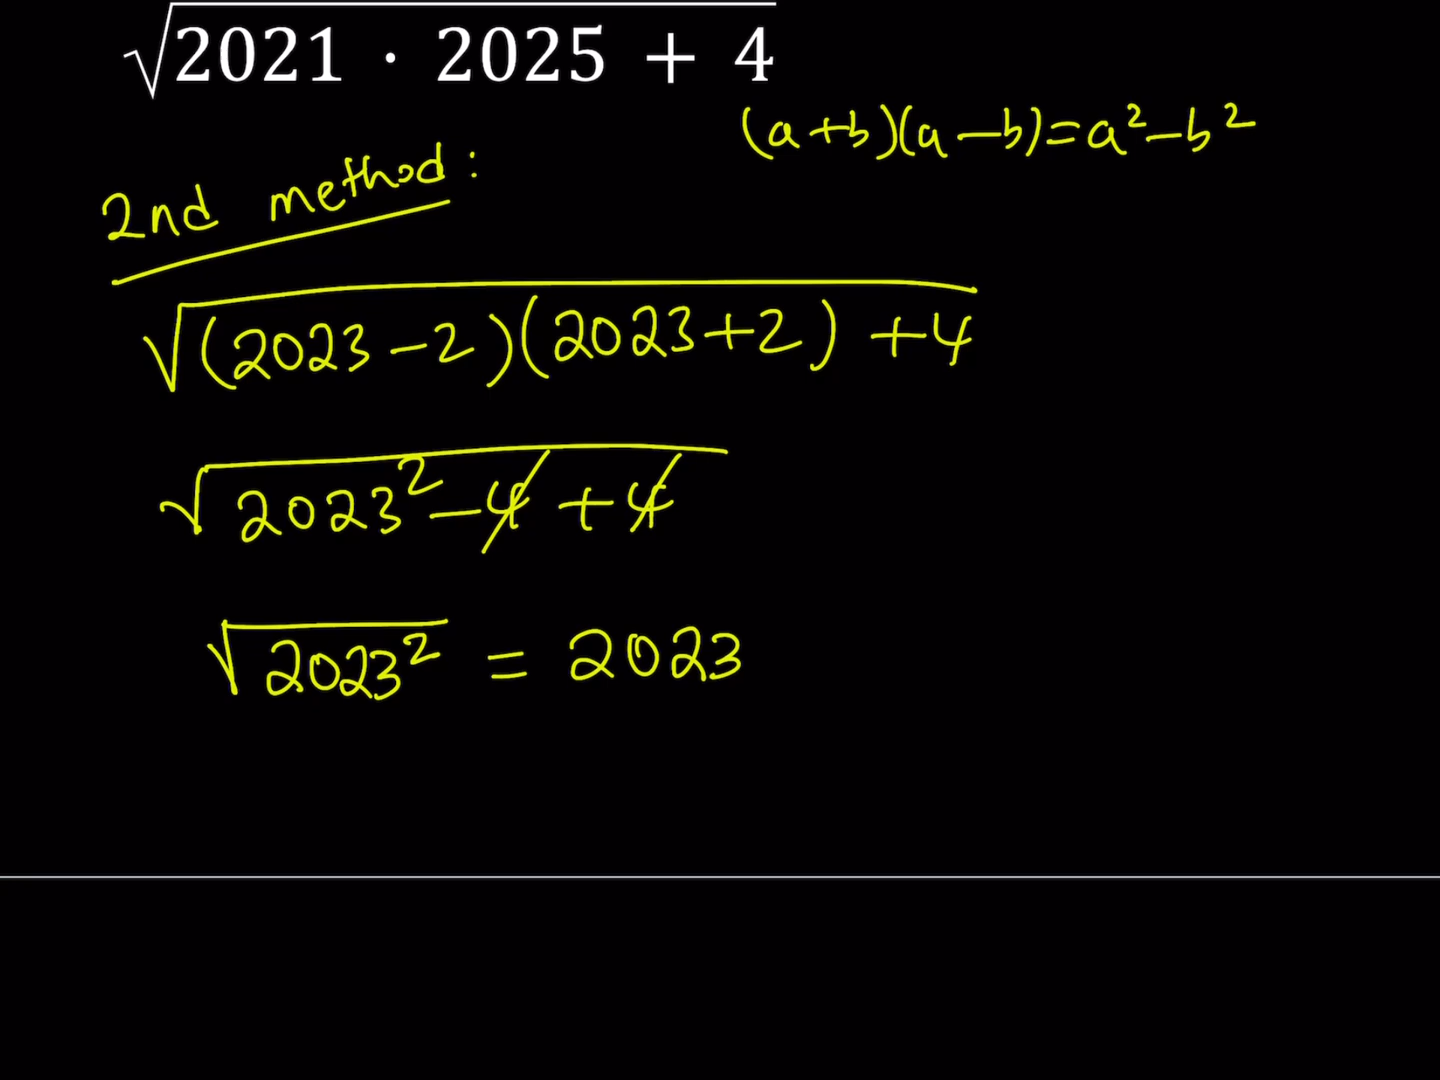 √2021 · 2025 + 4
(a+b)(a-b)=a²-b²
2nd method:
√(2023-2)(2023+2) +4
√2023²-4 +4
√2023² = 2023